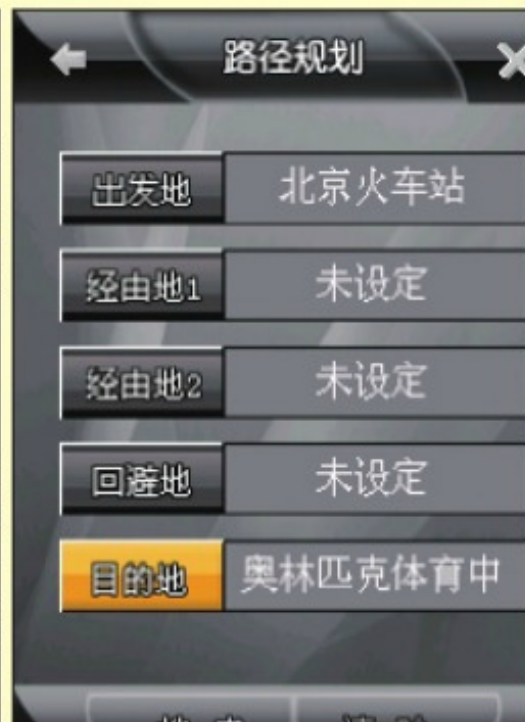 路径规划
出发地 北京火车站
经由地1 未设定
经由地2 未设定
回避地 未设定
目的地 奥林匹克体育中